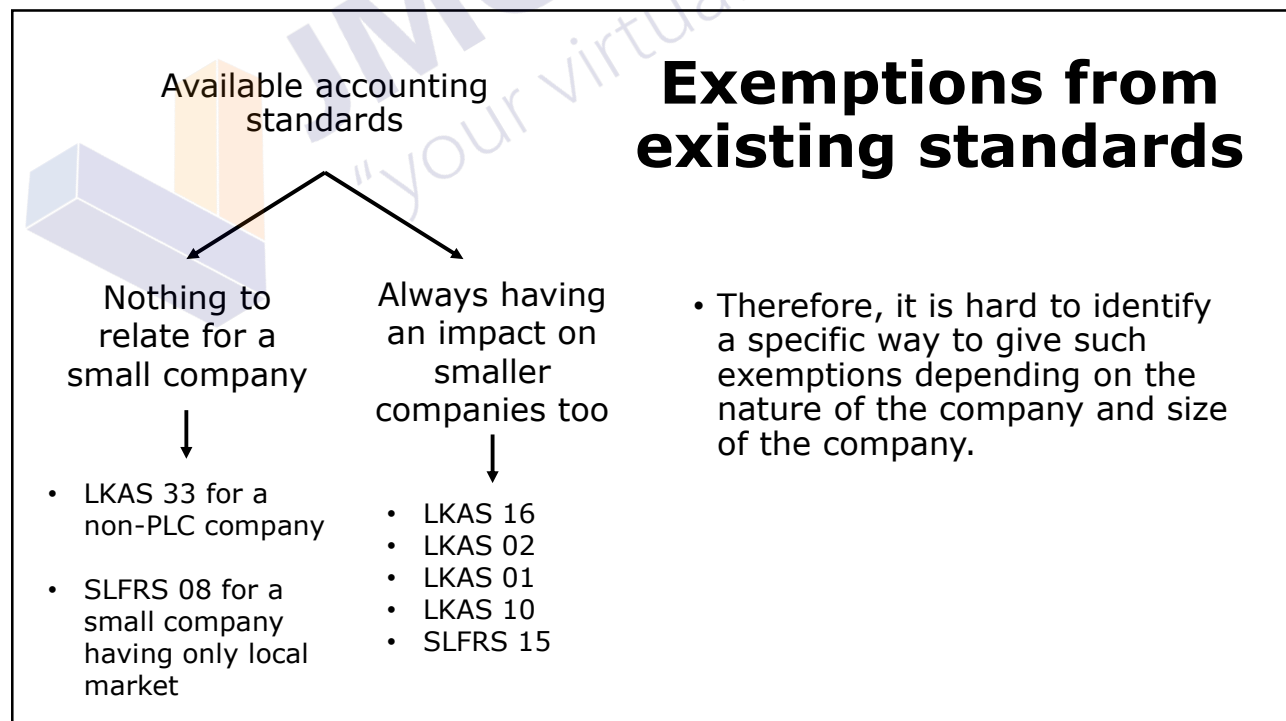 Exemptions from
existing standards
Available accounting
standards
Nothing to
relate for a
small company
• LKAS 33 for a
non-PLC company
• SLFRS 08 for a
small company
having only local
market
Always having
an impact on
smaller
companies too
• LKAS 16
• LKAS 02
• LKAS 01
• LKAS 10
• SLFRS 15
• Therefore, it is hard to identify
a specific way to give such
exemptions depending on the
nature of the company and size
of the company.
"your